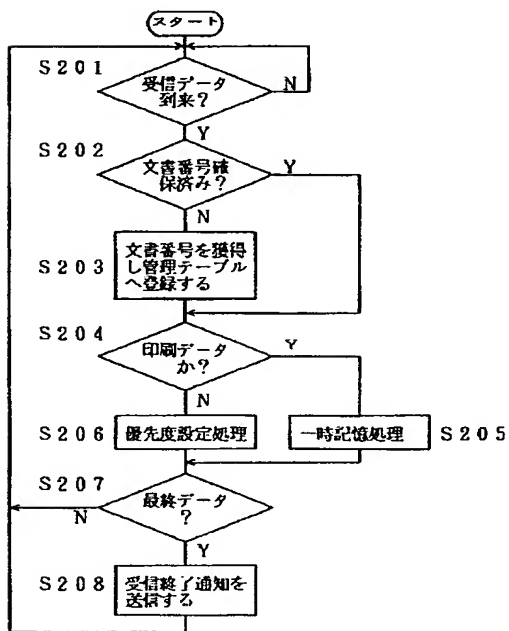 スタート
S201
受信データ
到来?
N
Y
S202
文書番号確
保済み?
Y
N
S203
文書番号を獲得
し管理テーブル
へ登録する
S204
印刷データ
か?
Y
N
S206
優先度設定処理
一時記憶処理
S205
S207
最終データ
?
N
Y
S208
受信終了通知を
送信する